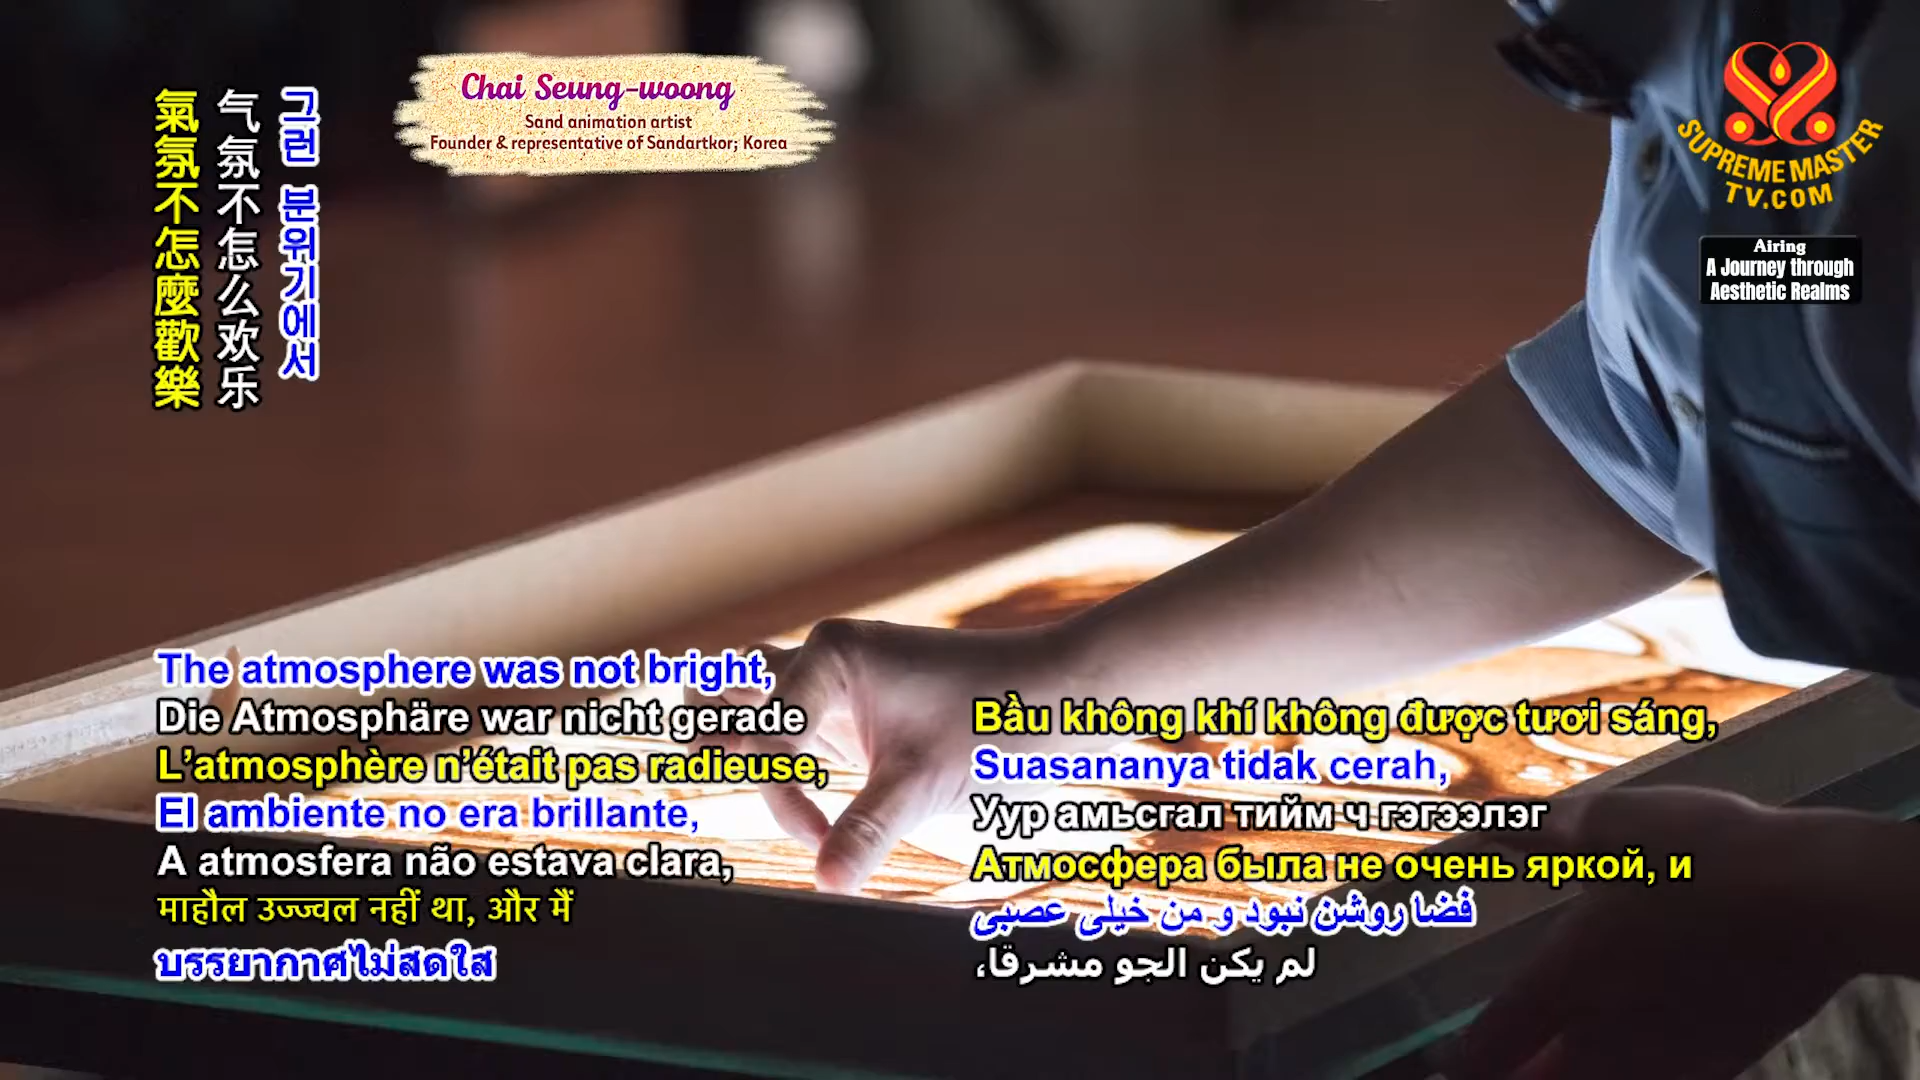 氣氛不怎麼歡樂
气氛不怎么欢乐
그런 분위기에서
Chai Seung-woong
Sand animation artist
Founder & representative of Sandartkor; Korea
SUPREME MASTER
TV.COM
Airing
A Journey through
Aesthetic Realms
The atmosphere was not bright,
Die Atmosphäre war nicht gerade
L’atmosphère n’était pas radieuse,
El ambiente no era brillante,
A atmosfera não estava clara,
माहौल उज्ज्वल नहीं था, और मैं
บรรยากาศไม่สดใส
Bầu không khí không được tươi sáng,
Suasananya tidak cerah,
Уур амьсгал тийм ч гэгээлэг
Атмосфера была не очень яркой, и
فضا روشن نبود و من خیلی عصبی
لم يكن الجو مشرقا،